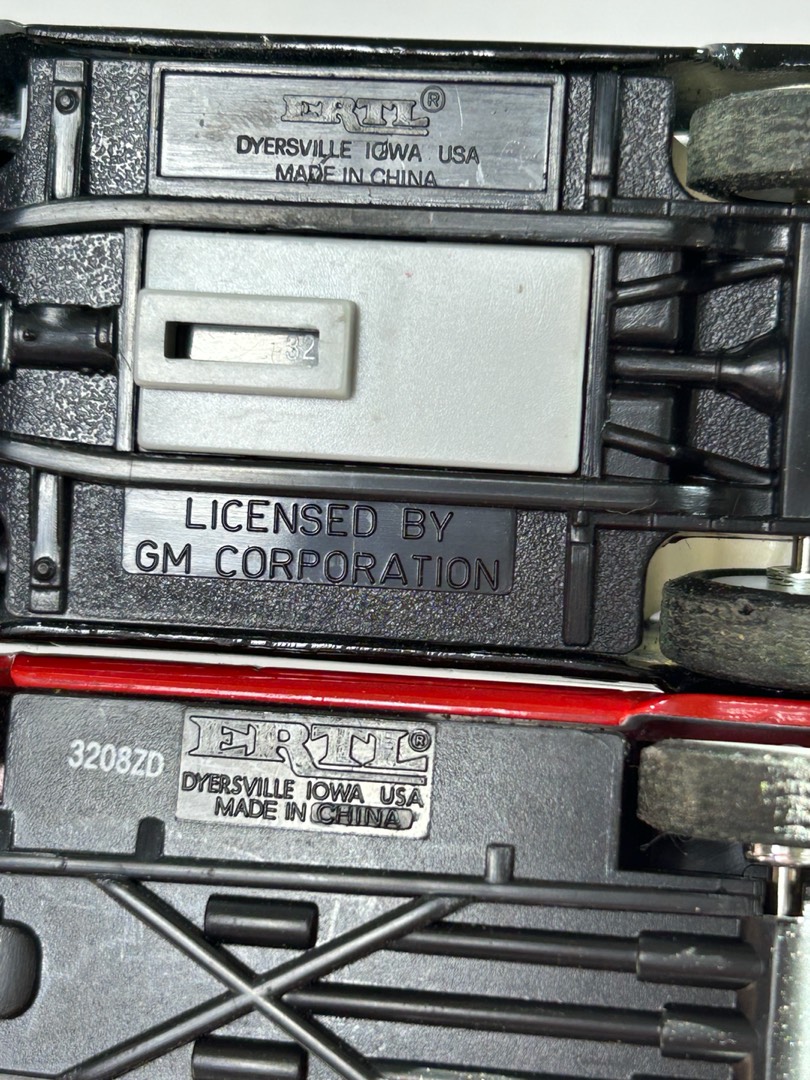 ERTL®
DYERSVILLE IOWA USA
MADE IN CHINA
32
LICENSED BY
GM CORPORATION
3208ZD
ERTL®
DYERSVILLE IOWA USA
MADE IN CHINA